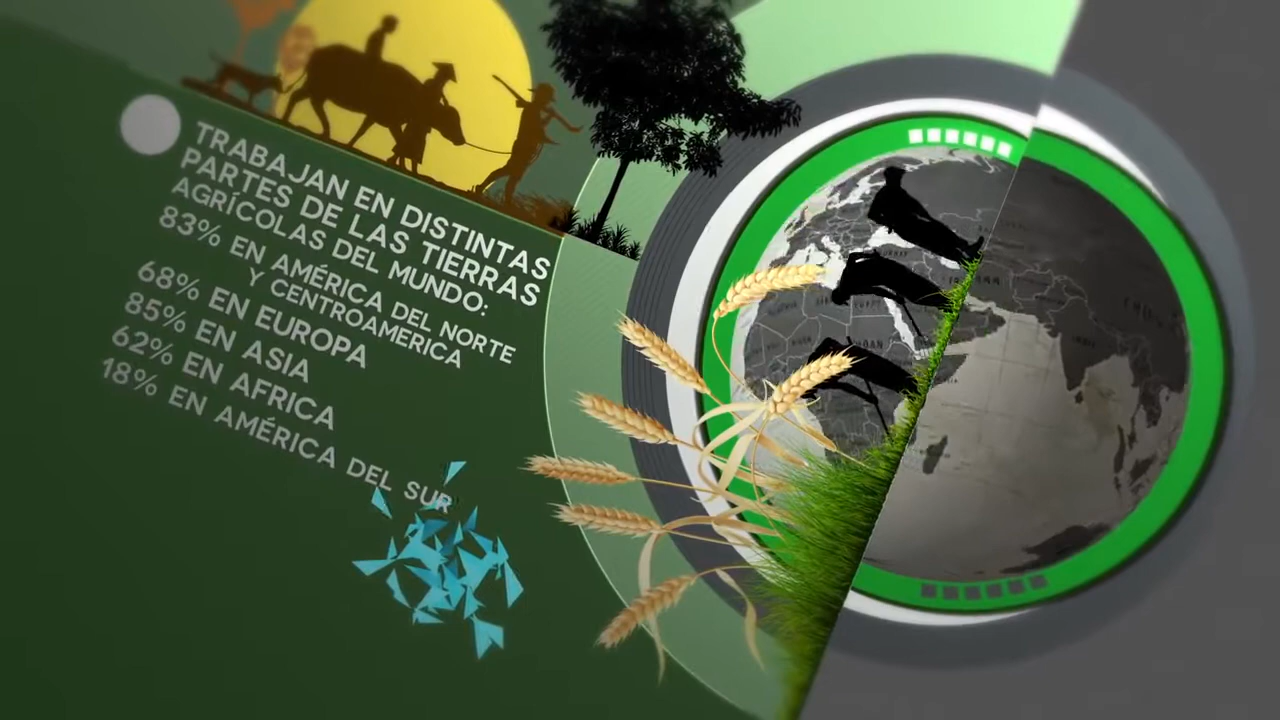 TRABAJAN EN DISTINTAS
PARTES DE LAS TIERRAS
AGRÍCOLAS DEL MUNDO:
83% EN AMÉRICA DEL NORTE
Y CENTROAMERICA
68% EN EUROPA
85% EN ASIA
62% EN AFRICA
18% EN AMÉRICA DEL SUR